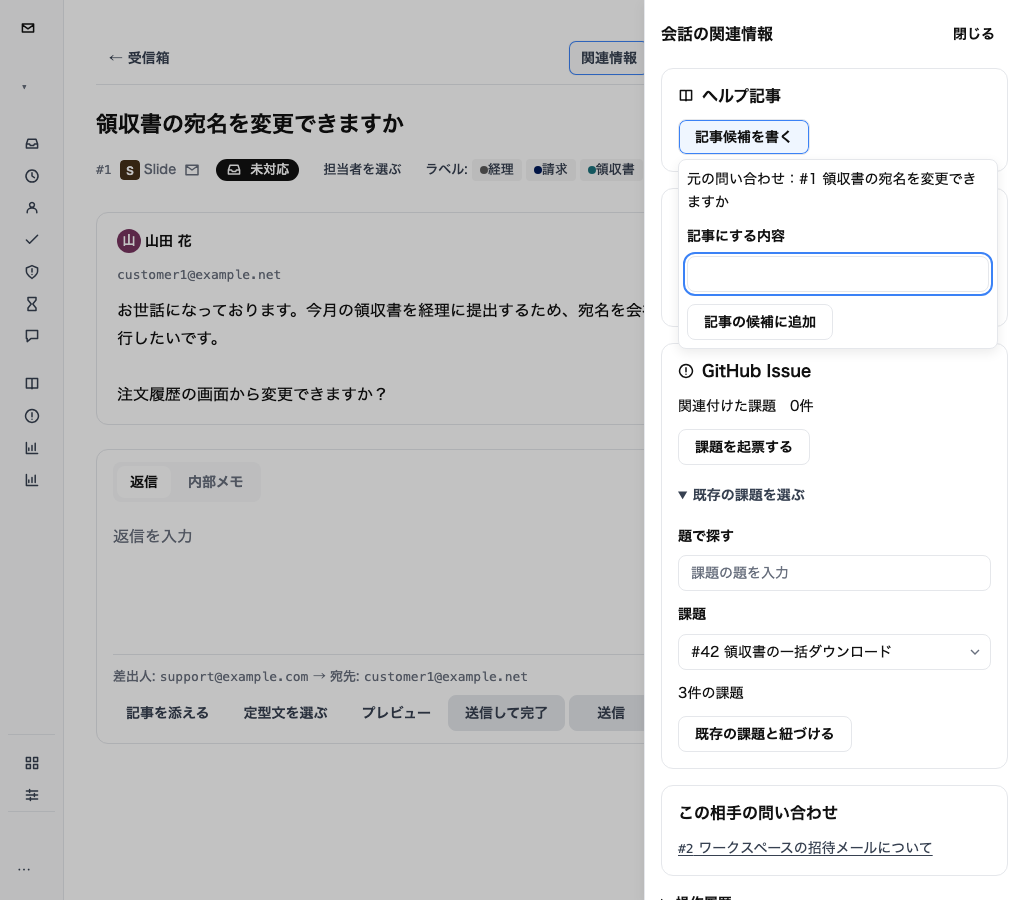 ← 受信箱
関連情報
領収書の宛名を変更できますか
#1 S Slide 未対応 担当者を選ぶ ラベル: 経理 請求 領収書
山 山田 花
customer1@example.net
お世話になっております。今月の領収書を経理に提出するため、宛名を会
行したいです。
注文履歴の画面から変更できますか？
返信 内部メモ
返信を入力
差出人: support@example.com → 宛先: customer1@example.net
記事を添える 定型文を選ぶ プレビュー 送信して完了 送信
…
会話の関連情報 閉じる
ヘルプ記事
記事候補を書く
元の問い合わせ：#1 領収書の宛名を変更でき
ますか
記事にする内容
記事の候補に追加
GitHub Issue
関連付けた課題 0件
課題を起票する
▼ 既存の課題を選ぶ
題で探す
課題の題を入力
課題
#42 領収書の一括ダウンロード
3件の課題
既存の課題と紐づける
この相手の問い合わせ
#2 ワークスペースの招待メールについて